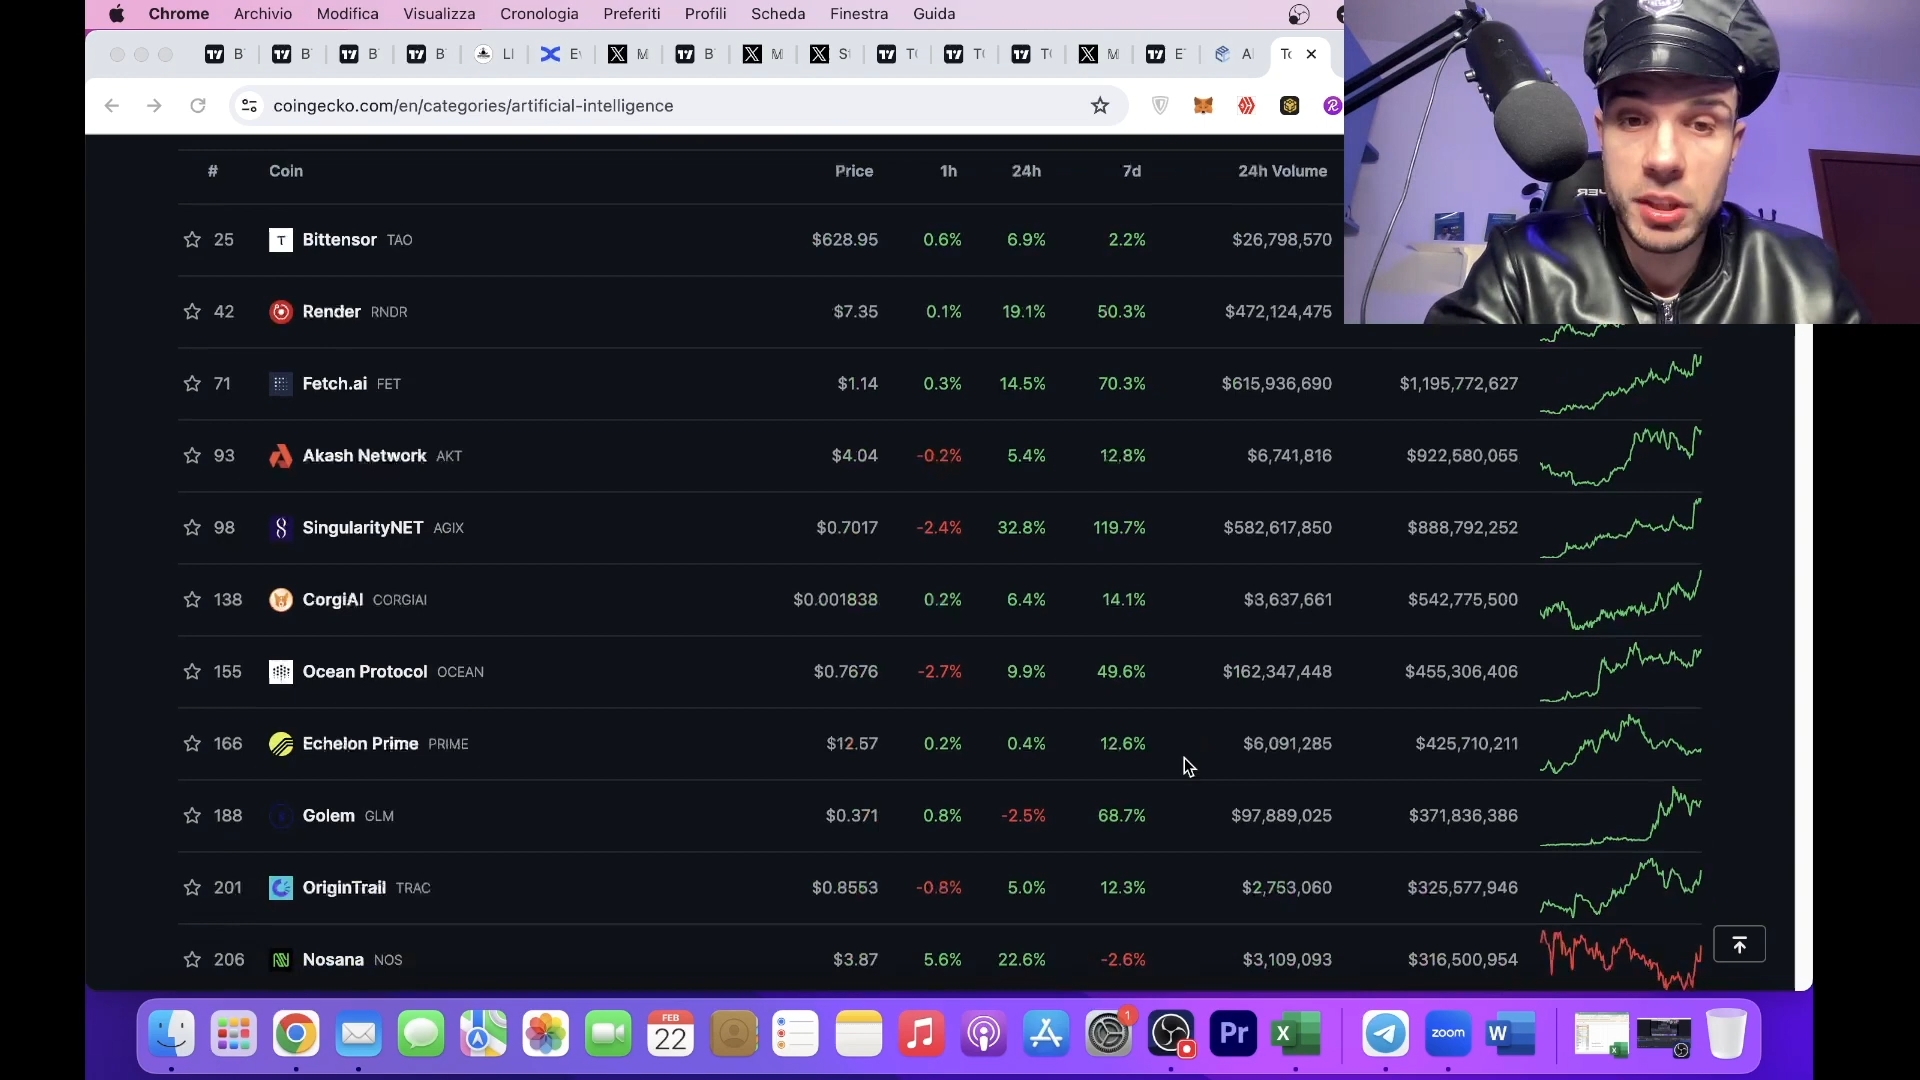 Chrome Archivio Modifica Visualizza Cronologia Preferiti Profili Scheda Finestra Guida
B B B B LI E M B M S TO TO TO M E A To
coingecko.com/en/categories/artificial-intelligence
# Coin Price 1h 24h 7d 24h Volume
25 T Bittensor TAO $628.95 0.6% 6.9% 2.2% $26,798,570
42 Render RNDR $7.35 0.1% 19.1% 50.3% $472,124,475
71 Fetch.ai FET $1.14 0.3% 14.5% 70.3% $615,936,690 $1,195,772,627
93 Akash Network AKT $4.04 -0.2% 5.4% 12.8% $6,741,816 $922,580,055
98 SingularityNET AGIX $0.7017 -2.4% 32.8% 119.7% $582,617,850 $888,792,252
138 CorgiAI CORGIAI $0.001838 0.2% 6.4% 14.1% $3,637,661 $542,775,500
155 Ocean Protocol OCEAN $0.7676 -2.7% 9.9% 49.6% $162,347,448 $455,306,406
166 Echelon Prime PRIME $12.57 0.2% 0.4% 12.6% $6,091,285 $425,710,211
188 Golem GLM $0.371 0.8% -2.5% 68.7% $97,889,025 $371,836,386
201 OriginTrail TRAC $0.8553 -0.8% 5.0% 12.3% $2,753,060 $325,577,946
206 Nosana NOS $3.87 5.6% 22.6% -2.6% $3,109,093 $316,500,954
FEB
22
1
Pr
X
zoom
W